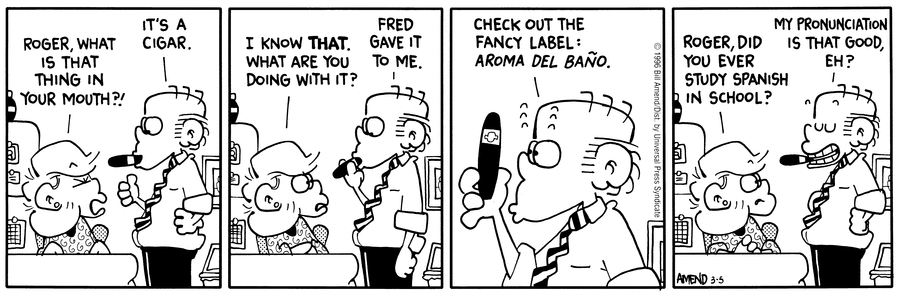 ROGER, WHAT
IS THAT
THING IN
YOUR MOUTH?!
IT'S A
CIGAR.
I KNOW THAT.
WHAT ARE YOU
DOING WITH IT?
FRED
GAVE IT
TO ME.
CHECK OUT THE
FANCY LABEL:
AROMA DEL BAÑO.
© 1996 Bill Amend/Dist. by Universal Press Syndicate
ROGER, DID
YOU EVER
STUDY SPANISH
IN SCHOOL?
MY PRONUNCIATION
IS THAT GOOD,
EH?
AMEND 3-5